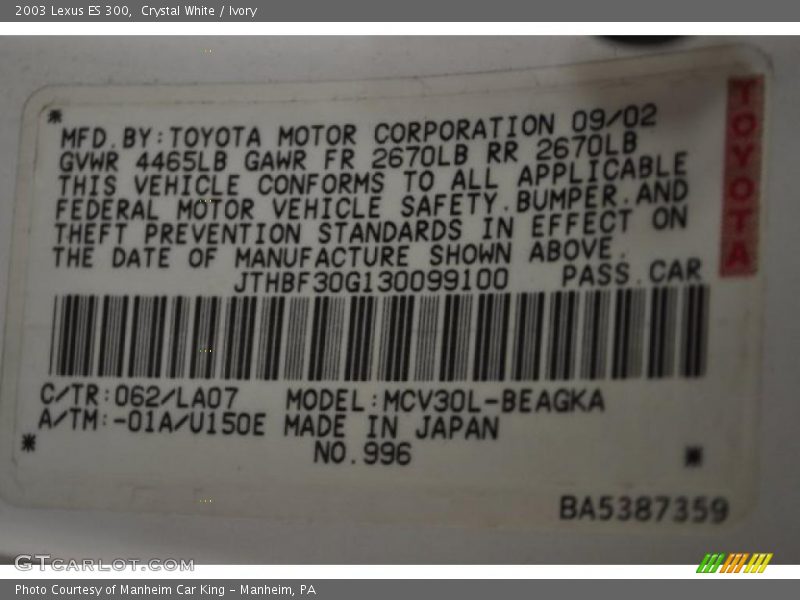 2003 Lexus ES 300,  Crystal White / Ivory
MFD.BY:TOYOTA MOTOR CORPORATION 09/02
GVWR 4465LB GAWR FR 2670LB RR 2670LB
THIS VEHICLE CONFORMS TO ALL APPLICABLE
FEDERAL MOTOR VEHICLE SAFETY.BUMPER.AND
THEFT PREVENTION STANDARDS IN EFFECT ON
THE DATE OF MANUFACTURE SHOWN ABOVE.
JTHBF30G130099100 PASS.CAR
TOYOTA
C/TR:062/LA07 MODEL:MCV30L-BEAGKA
A/TM:-01A/U150E MADE IN JAPAN
NO.996
BA5387359
GTCARLOT.COM
Photo Courtesy of Manheim Car King - Manheim, PA